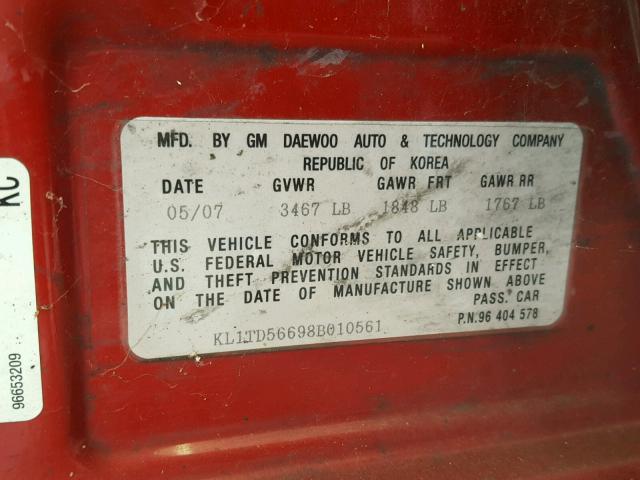 MFD. BY GM DAEWOO AUTO & TECHNOLOGY COMPANY
REPUBLIC OF KOREA
DATE GVWR GAWR FRT GAWR RR
05/07 3467 LB 1848 LB 1767 LB
THIS VEHICLE CONFORMS TO ALL APPLICABLE
U.S. FEDERAL MOTOR VEHICLE SAFETY, BUMPER,
AND THEFT PREVENTION STANDARDS IN EFFECT
ON THE DATE OF MANUFACTURE SHOWN ABOVE
PASS. CAR
KL1TD56698B010561
P.N.96 404 578
KC
96653209